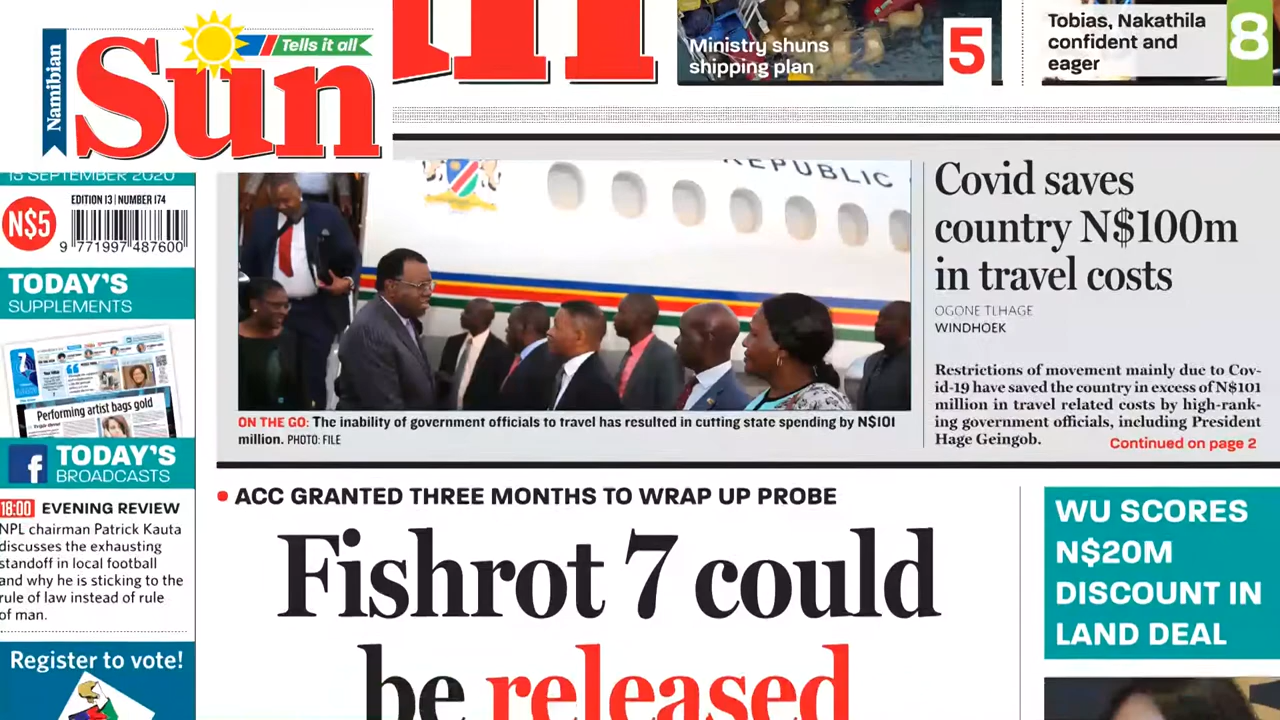 Namibian
Sun
Tells it all
Ministry shuns
shipping plan
5
Tobias, Nakathila
confident and
eager
8
SEPTEMBER 2020
N$5
EDITION 13 | NUMBER 174
9 771997 487600
TODAY'S
SUPPLEMENTS
Performing artist bags gold
TODAY'S
BROADCASTS
18:00 EVENING REVIEW
NPL chairman Patrick Kauta
discusses the exhausting
standoff in local football
and why he is sticking to the
rule of law instead of rule
of man.
Register to vote!
REPUBLIC
ON THE GO: The inability of government officials to travel has resulted in cutting state spending by N$101
million. PHOTO: FILE
Covid saves
country N$100m
in travel costs
OGONE TLHAGE
WINDHOEK
Restrictions of movement mainly due to Cov-
id-19 have saved the country in excess of N$101
million in travel related costs by high-rank-
ing government officials, including President
Hage Geingob.
Continued on page 2
• ACC GRANTED THREE MONTHS TO WRAP UP PROBE
Fishrot 7 could
be released
WU SCORES
N$20M
DISCOUNT IN
LAND DEAL